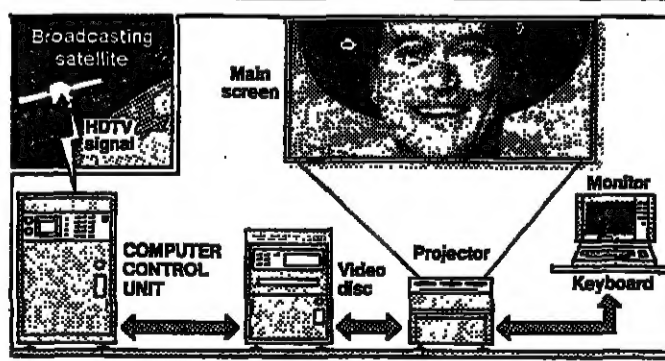 Broadcasting
satellite
HDTV
signal
Main
screen
Monitor
COMPUTER
CONTROL
UNIT
Video
disc
Projector
Keyboard